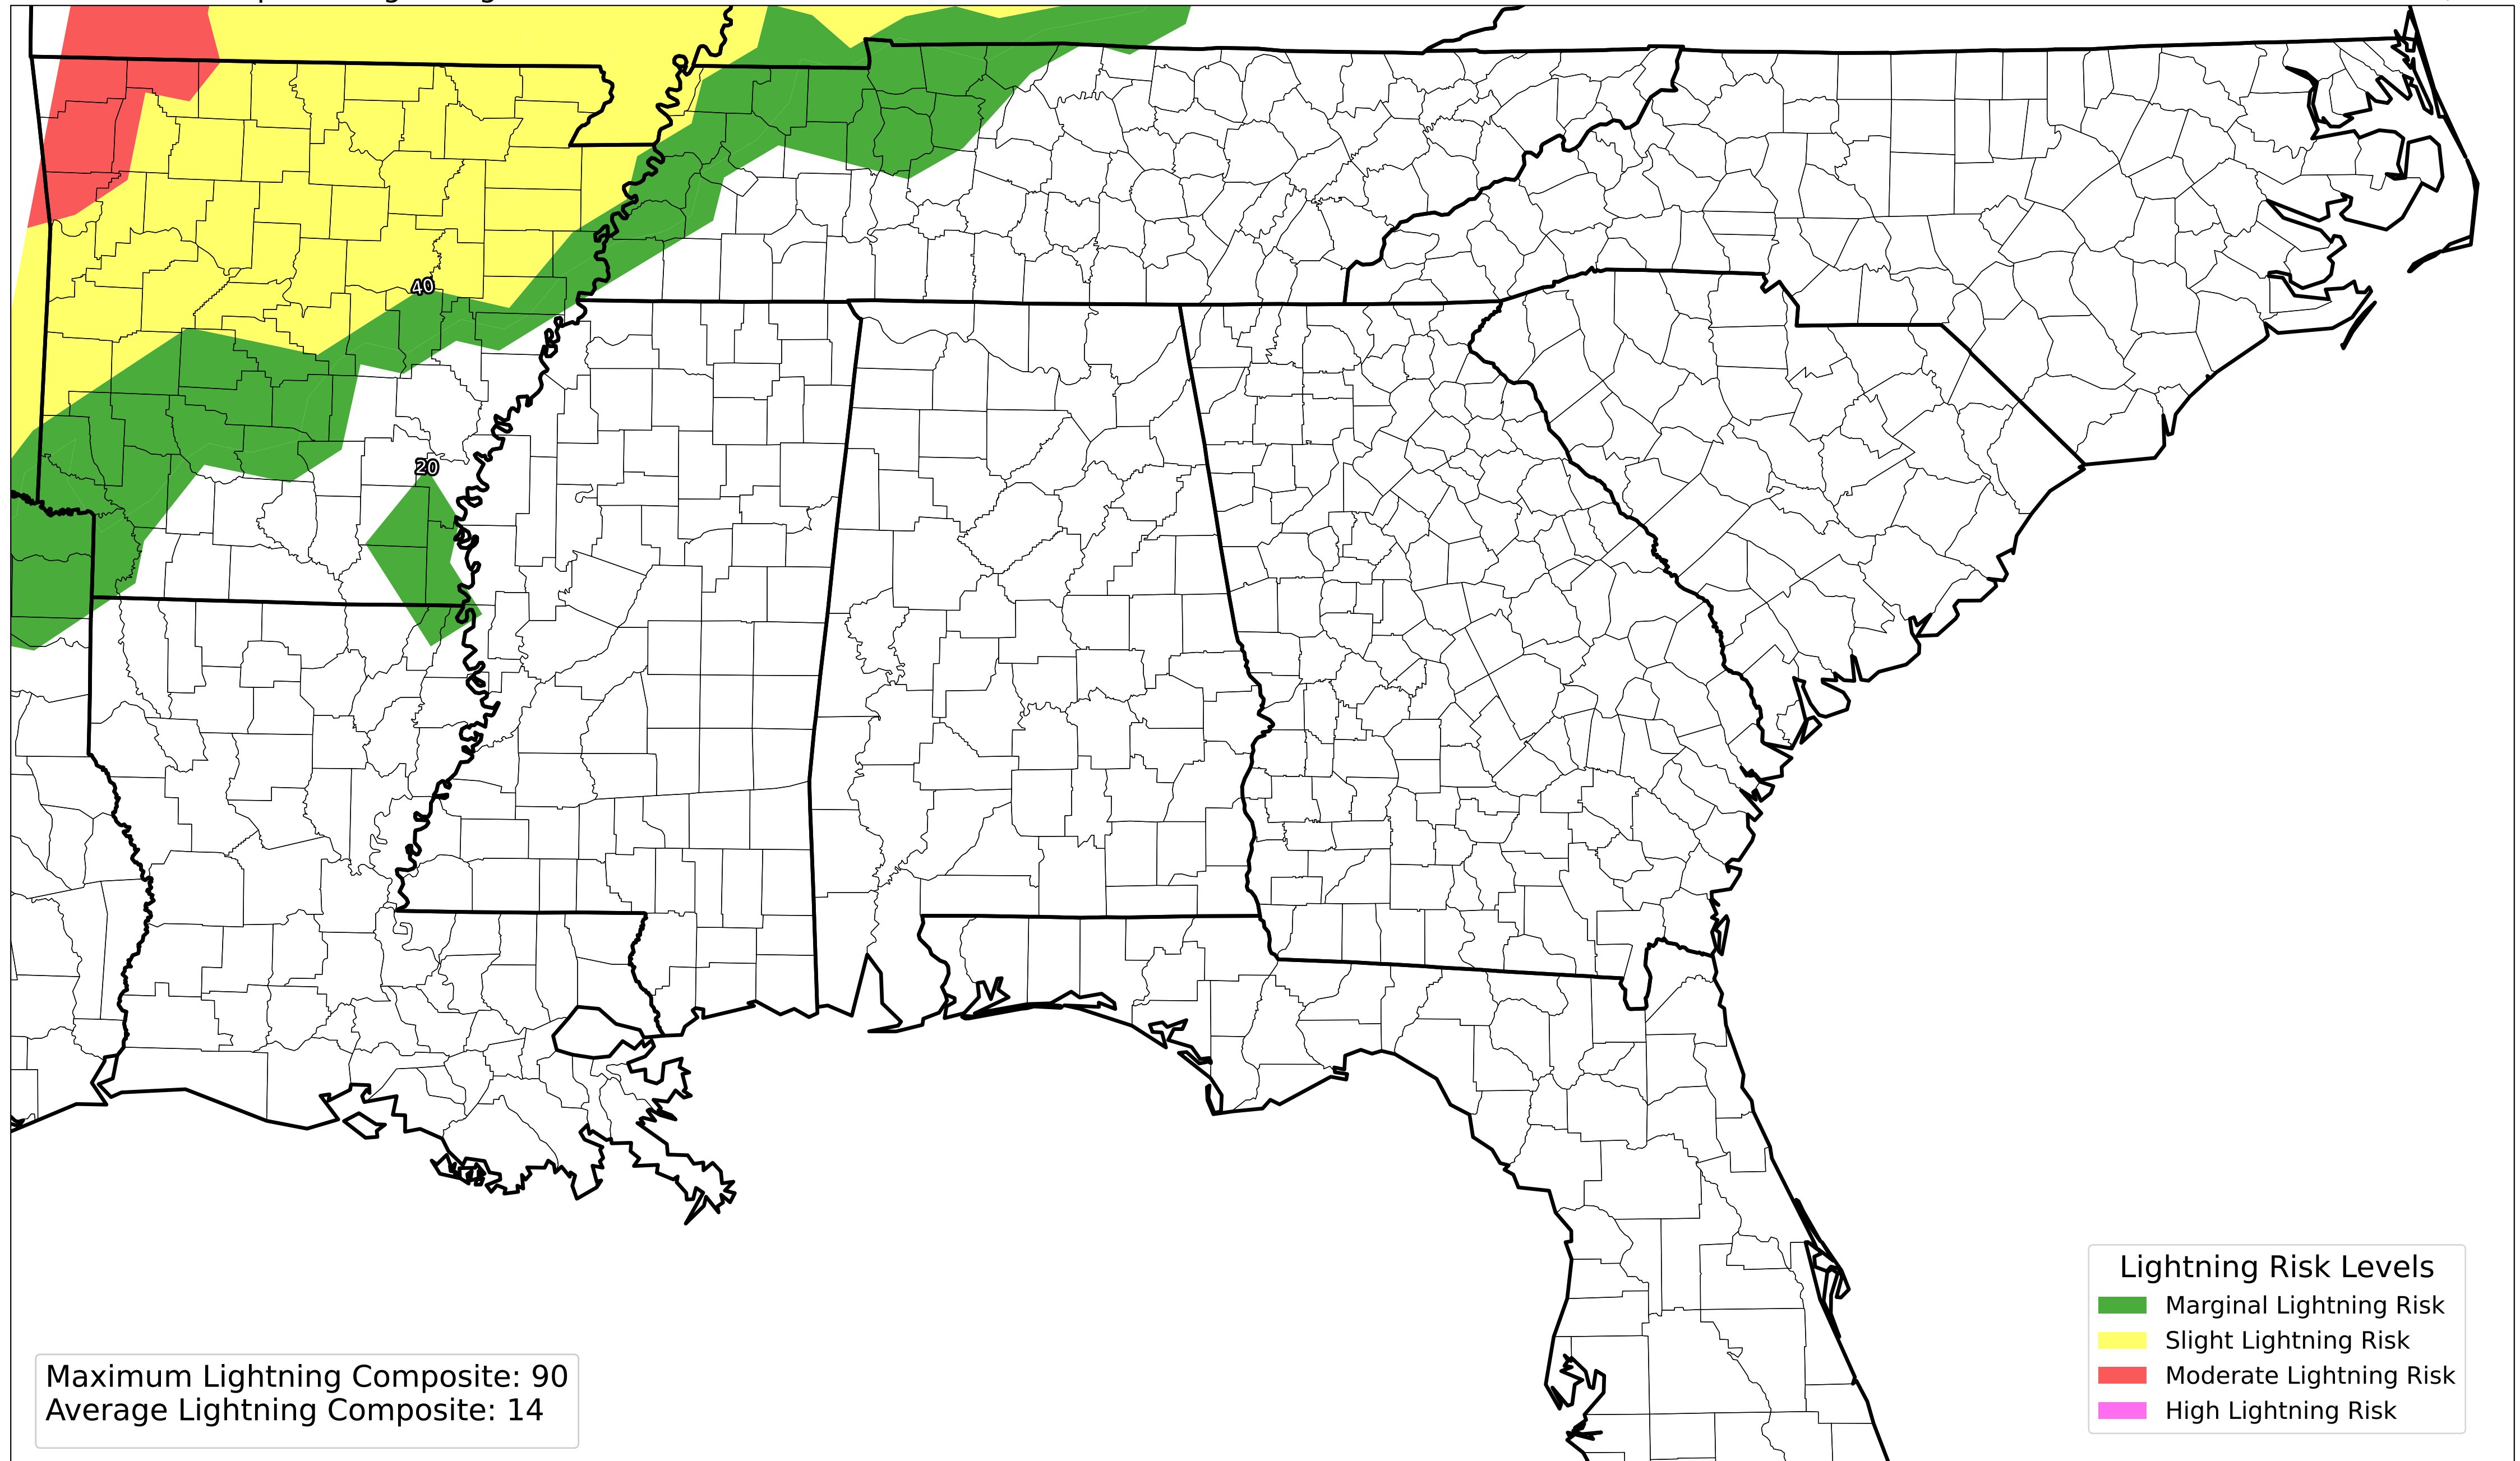 40
20
Lightning Risk Levels
Marginal Lightning Risk
Slight Lightning Risk
Moderate Lightning Risk
High Lightning Risk
Maximum Lightning Composite: 90
Average Lightning Composite: 14